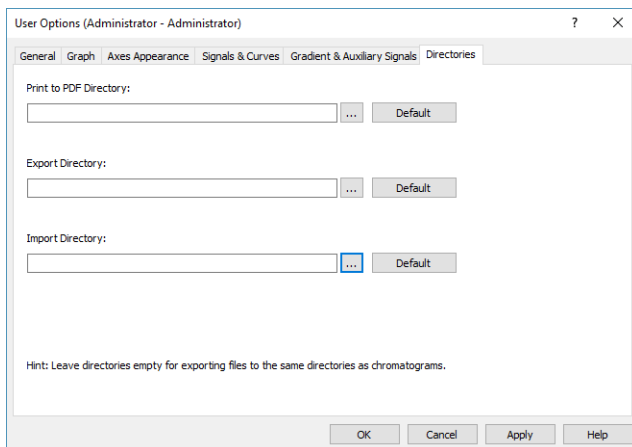 User Options (Administrator - Administrator)
?
General Graph Axes Appearance Signals & Curves Gradient & Auxiliary Signals Directories
Print to PDF Directory:
... Default
Export Directory:
... Default
Import Directory:
... Default
Hint: Leave directories empty for exporting files to the same directories as chromatograms.
OK Cancel Apply Help